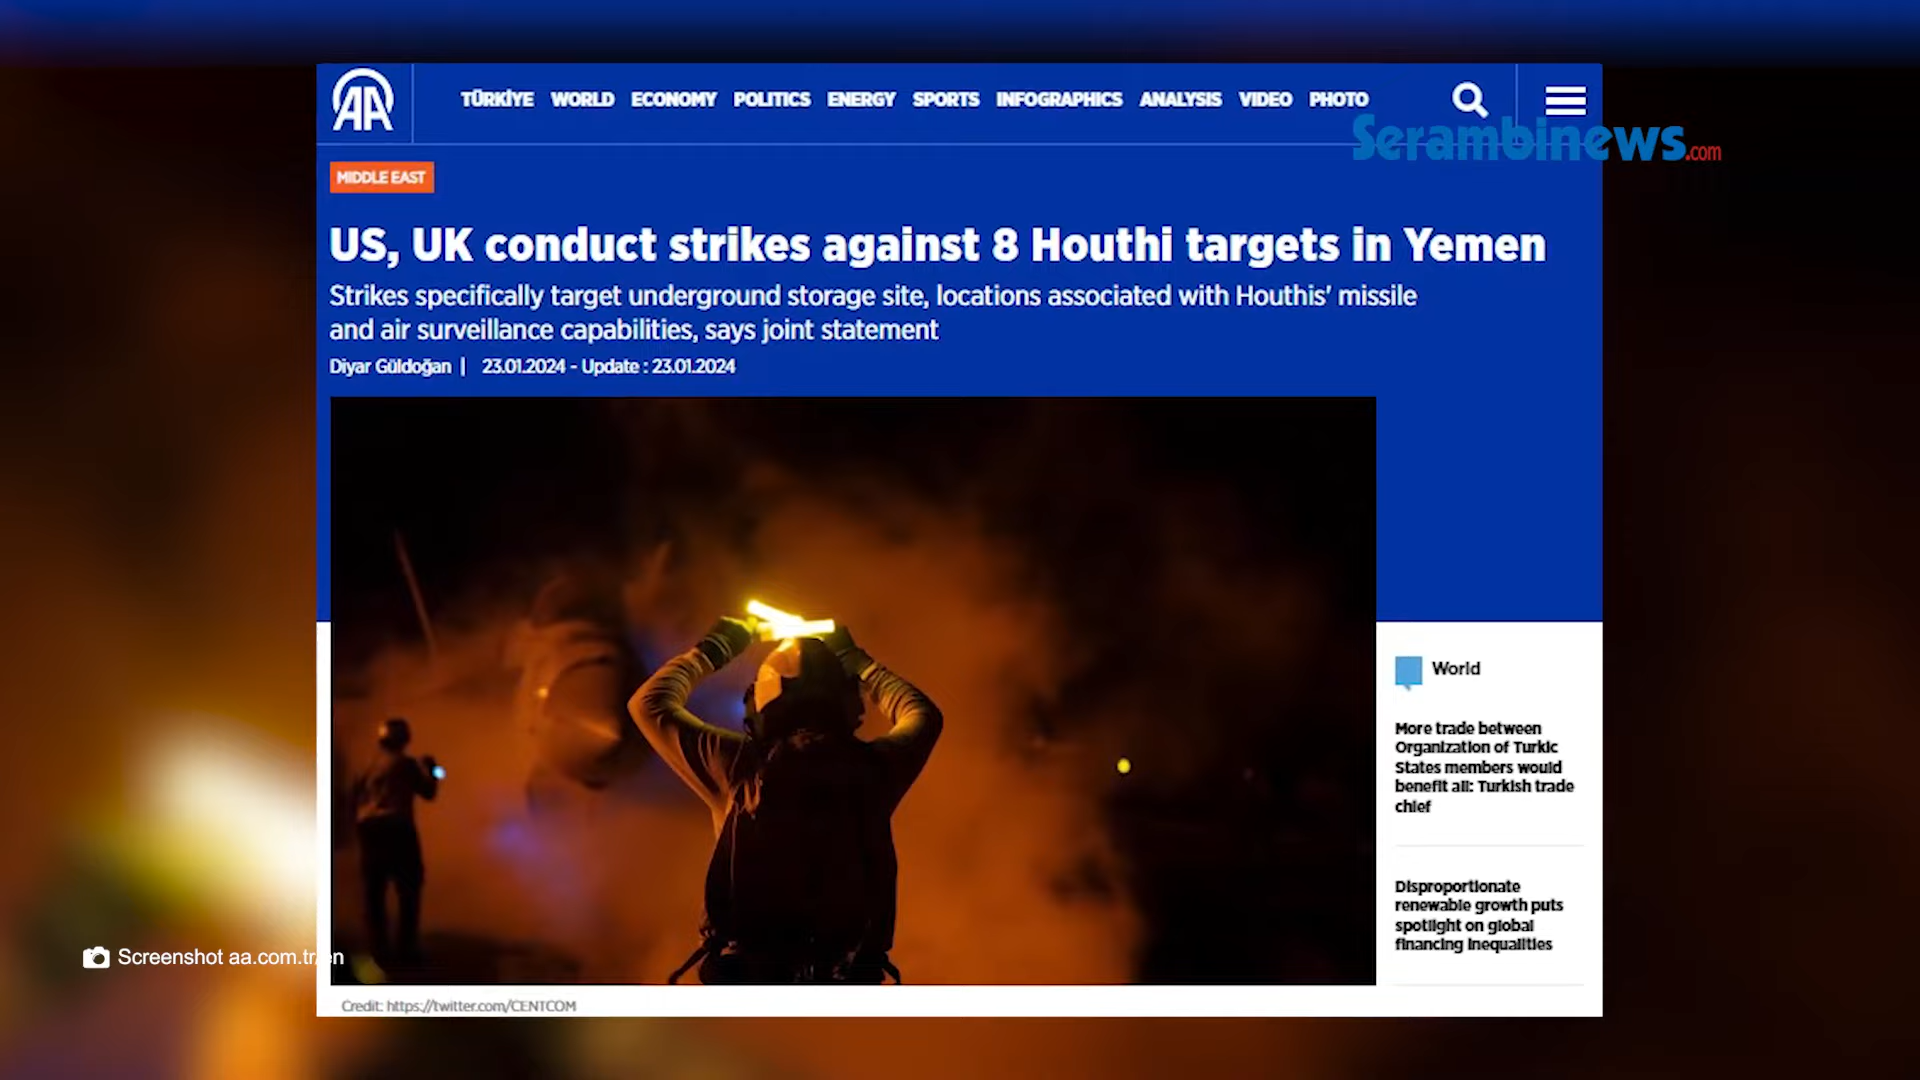 AA
TÜRKİYE WORLD ECONOMY POLITICS ENERGY SPORTS INFOGRAPHICS ANALYSIS VIDEO PHOTO
Serambinews.com
MIDDLE EAST
US, UK conduct strikes against 8 Houthi targets in Yemen
Strikes specifically target underground storage site, locations associated with Houthis' missile
and air surveillance capabilities, says joint statement
Diyar Güldoğan | 23.01.2024 - Update : 23.01.2024
World
More trade between
Organization of Turkic
States members would
benefit all: Turkish trade
chief
Disproportionate
renewable growth puts
spotlight on global
financing inequalities
Screenshot aa.com.tr/en
Credit: https://twitter.com/CENTCOM